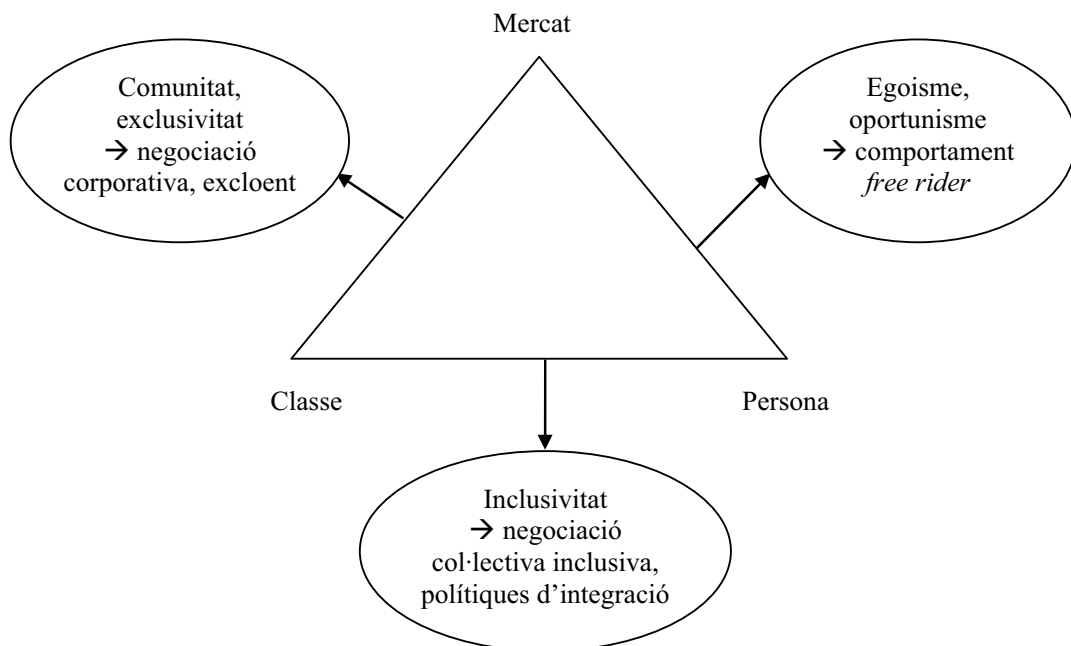 Mercat
Comunitat,
exclusivitat
→ negociació
corporativa, excloent
Egoisme,
oportunisme
→ comportament
free rider
Classe
Persona
Inclusivitat
→ negociació
col·lectiva inclusiva,
polítiques d’integració